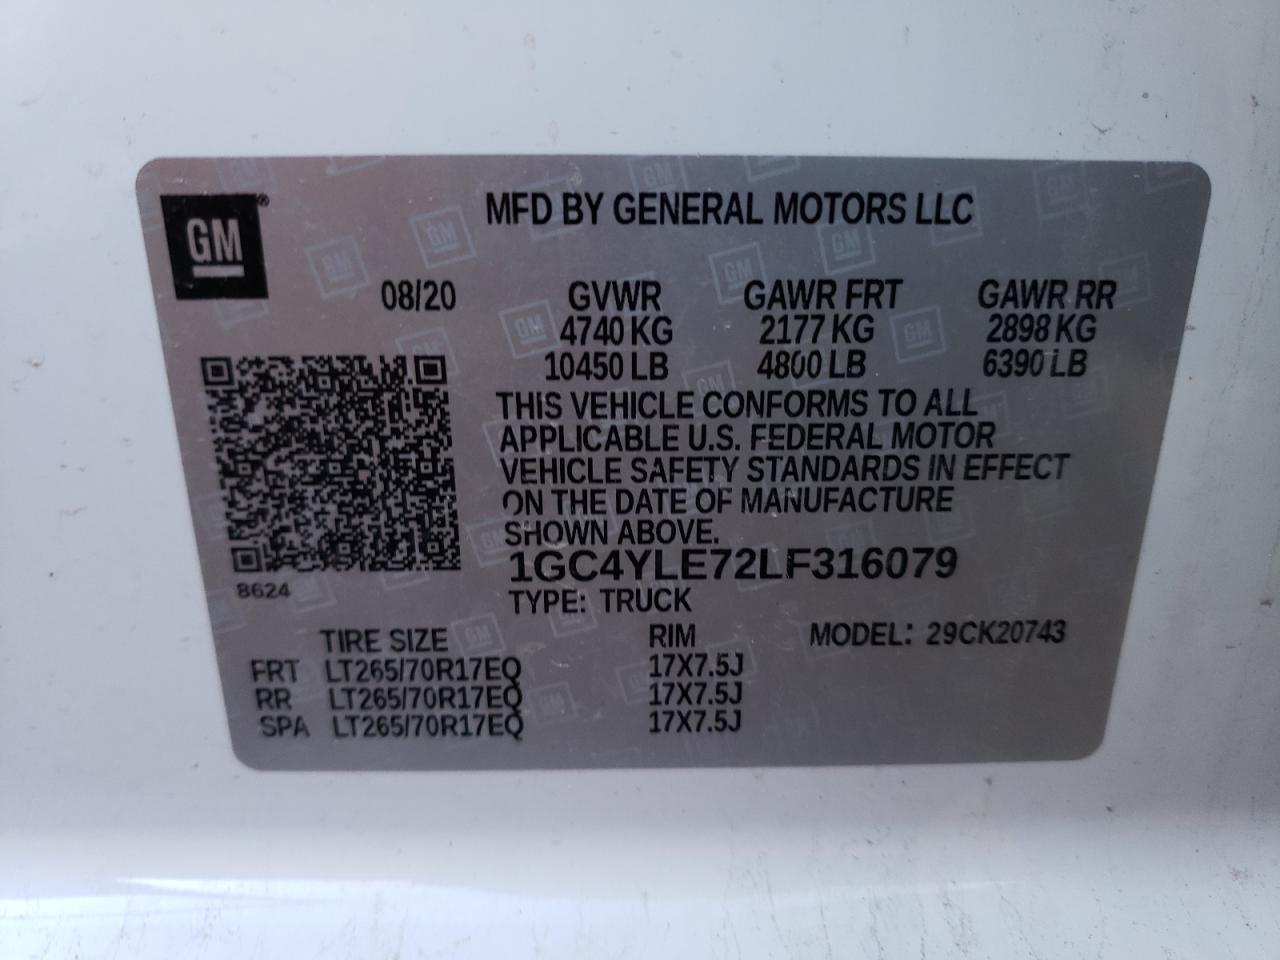 GM®
MFD BY GENERAL MOTORS LLC
08/20 GVWR GAWR FRT GAWR RR
4740 KG 2177 KG 2898 KG
10450 LB 4800 LB 6390 LB
THIS VEHICLE CONFORMS TO ALL
APPLICABLE U.S. FEDERAL MOTOR
VEHICLE SAFETY STANDARDS IN EFFECT
ON THE DATE OF MANUFACTURE
SHOWN ABOVE.
1GC4YLE72LF316079
8624
TYPE: TRUCK
TIRE SIZE RIM MODEL: 29CK20743
FRT LT265/70R17EQ 17X7.5J
RR LT265/70R17EQ 17X7.5J
SPA LT265/70R17EQ 17X7.5J